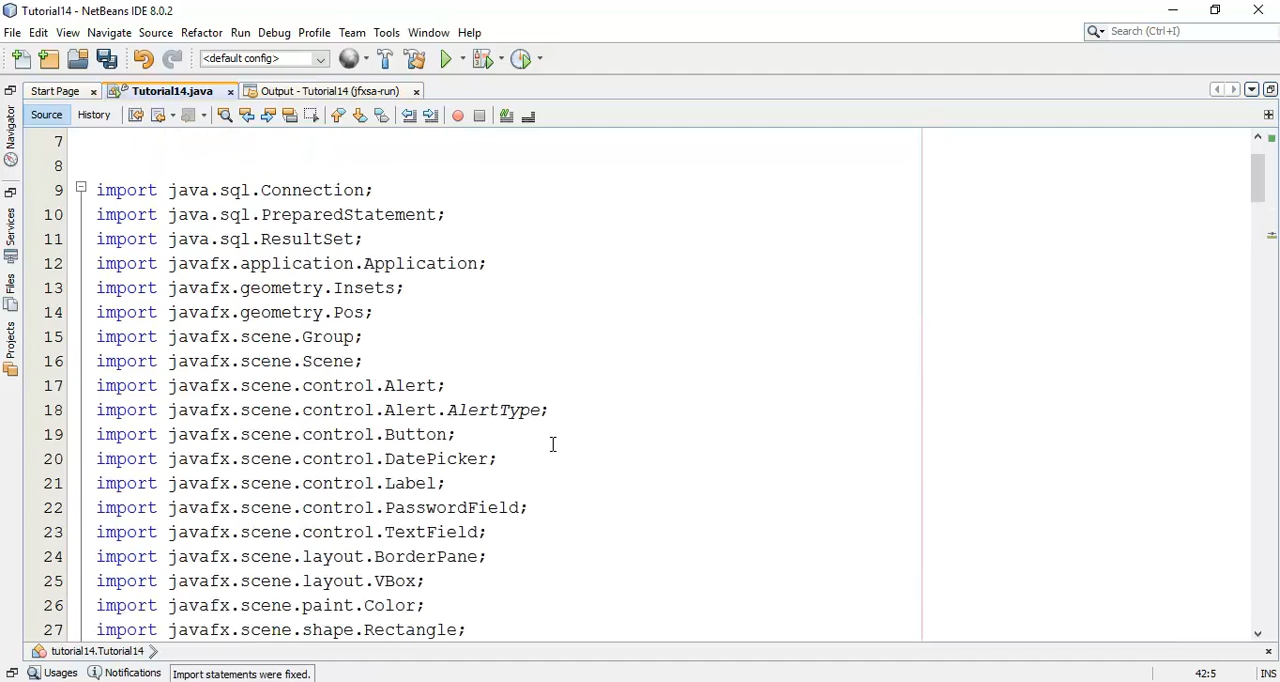 Tutorial14 - NetBeans IDE 8.0.2
File Edit View Navigate Source Refactor Run Debug Profile Team Tools Window Help
Search (Ctrl+I)
<default config>
Start Page Tutorial14.java Output - Tutorial14 (jfxsa-run)
Source History
Navigator
Services
Files
Projects
7
8
9 import java.sql.Connection;
10 import java.sql.PreparedStatement;
11 import java.sql.ResultSet;
12 import javafx.application.Application;
13 import javafx.geometry.Insets;
14 import javafx.geometry.Pos;
15 import javafx.scene.Group;
16 import javafx.scene.Scene;
17 import javafx.scene.control.Alert;
18 import javafx.scene.control.Alert.AlertType;
19 import javafx.scene.control.Button;
20 import javafx.scene.control.DatePicker;
21 import javafx.scene.control.Label;
22 import javafx.scene.control.PasswordField;
23 import javafx.scene.control.TextField;
24 import javafx.scene.layout.BorderPane;
25 import javafx.scene.layout.VBox;
26 import javafx.scene.paint.Color;
27 import javafx.scene.shape.Rectangle;
tutorial14.Tutorial14
Usages Notifications Import statements were fixed. 42:5 INS